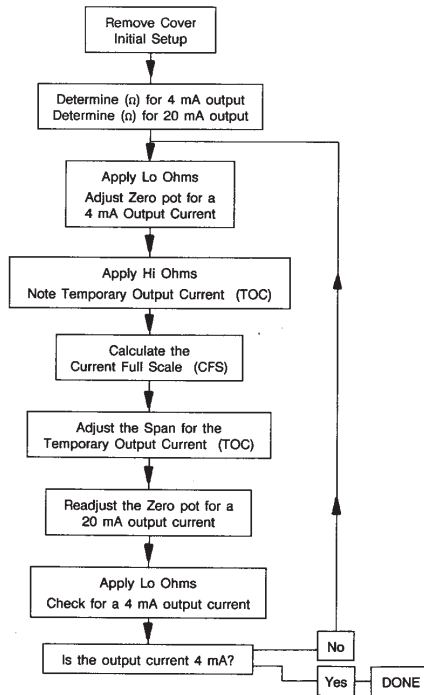 Remove Cover
Initial Setup
Determine (Ω) for 4 mA output
Determine (Ω) for 20 mA output
Apply Lo Ohms
Adjust Zero pot for a
4 mA Output Current
Apply Hi Ohms
Note Temporary Output Current (TOC)
Calculate the
Current Full Scale (CFS)
Adjust the Span for the
Temporary Output Current (TOC)
Readjust the Zero pot for a
20 mA output current
Apply Lo Ohms
Check for a 4 mA output current
Is the output current 4 mA?
No
Yes
DONE